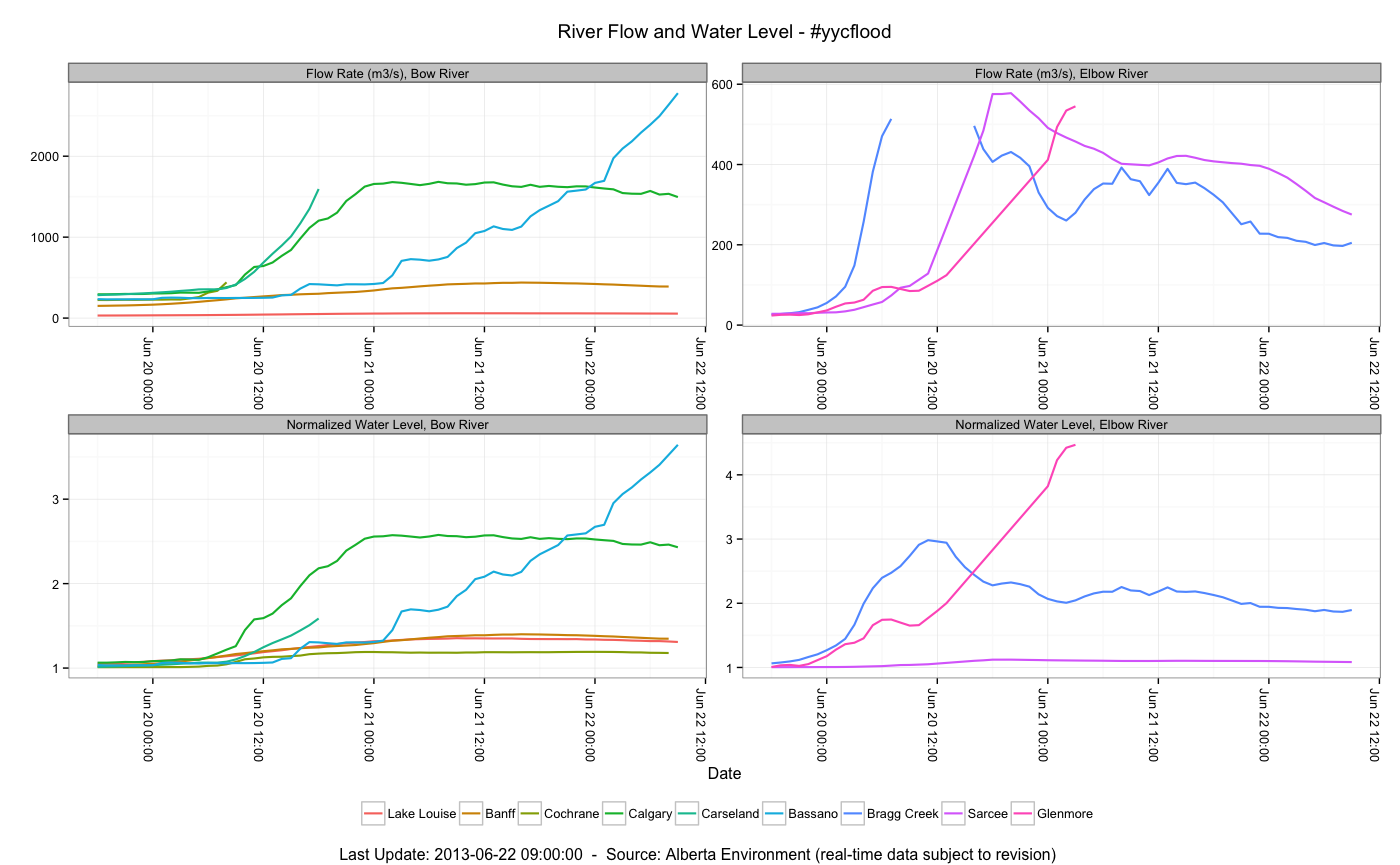 River Flow and Water Level - #yycflood
Flow Rate (m3/s), Bow River
Flow Rate (m3/s), Elbow River
2000
1000
0
600
400
200
0
Jun 20 00:00
Jun 20 12:00
Jun 21 00:00
Jun 21 12:00
Jun 22 00:00
Jun 22 12:00
Jun 20 00:00
Jun 20 12:00
Jun 21 00:00
Jun 21 12:00
Jun 22 00:00
Jun 22 12:00
Normalized Water Level, Bow River
Normalized Water Level, Elbow River
3
2
1
4
3
2
1
Jun 20 00:00
Jun 20 12:00
Jun 21 00:00
Jun 21 12:00
Jun 22 00:00
Jun 22 12:00
Jun 20 00:00
Jun 20 12:00
Jun 21 00:00
Jun 21 12:00
Jun 22 00:00
Jun 22 12:00
Date
Lake Louise Banff Cochrane Calgary Carseland Bassano Bragg Creek Sarcee Glenmore
Last Update: 2013-06-22 09:00:00 - Source: Alberta Environment (real-time data subject to revision)